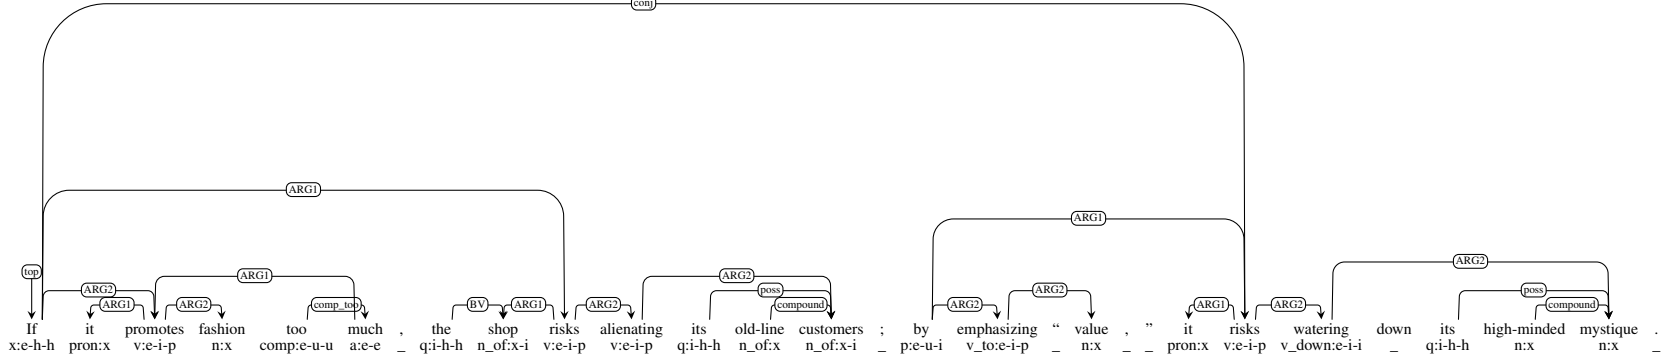 conj
ARG1
ARG1
top
ARG1
ARG2
ARG2
ARG2
poss
ARG2
poss
ARG1
ARG2
comp_too
BV
ARG1
ARG2
compound
ARG2
ARG1
ARG2
compound
If it promotes fashion too much , the shop risks alienating its old-line customers ; by emphasizing “ value , ” it risks watering down its high-minded mystique .
x:e-h-h pron:x v:e-i-p n:x comp:e-u-u a:e-e _ q:i-h-h n_of:x-i v:e-i-p v:e-i-p q:i-h-h n_of:x n_of:x-i _ p:e-u-i v_to:e-i-p _ n:x _ _ pron:x v:e-i-p v_down:e-i-i _ q:i-h-h n:x n:x _